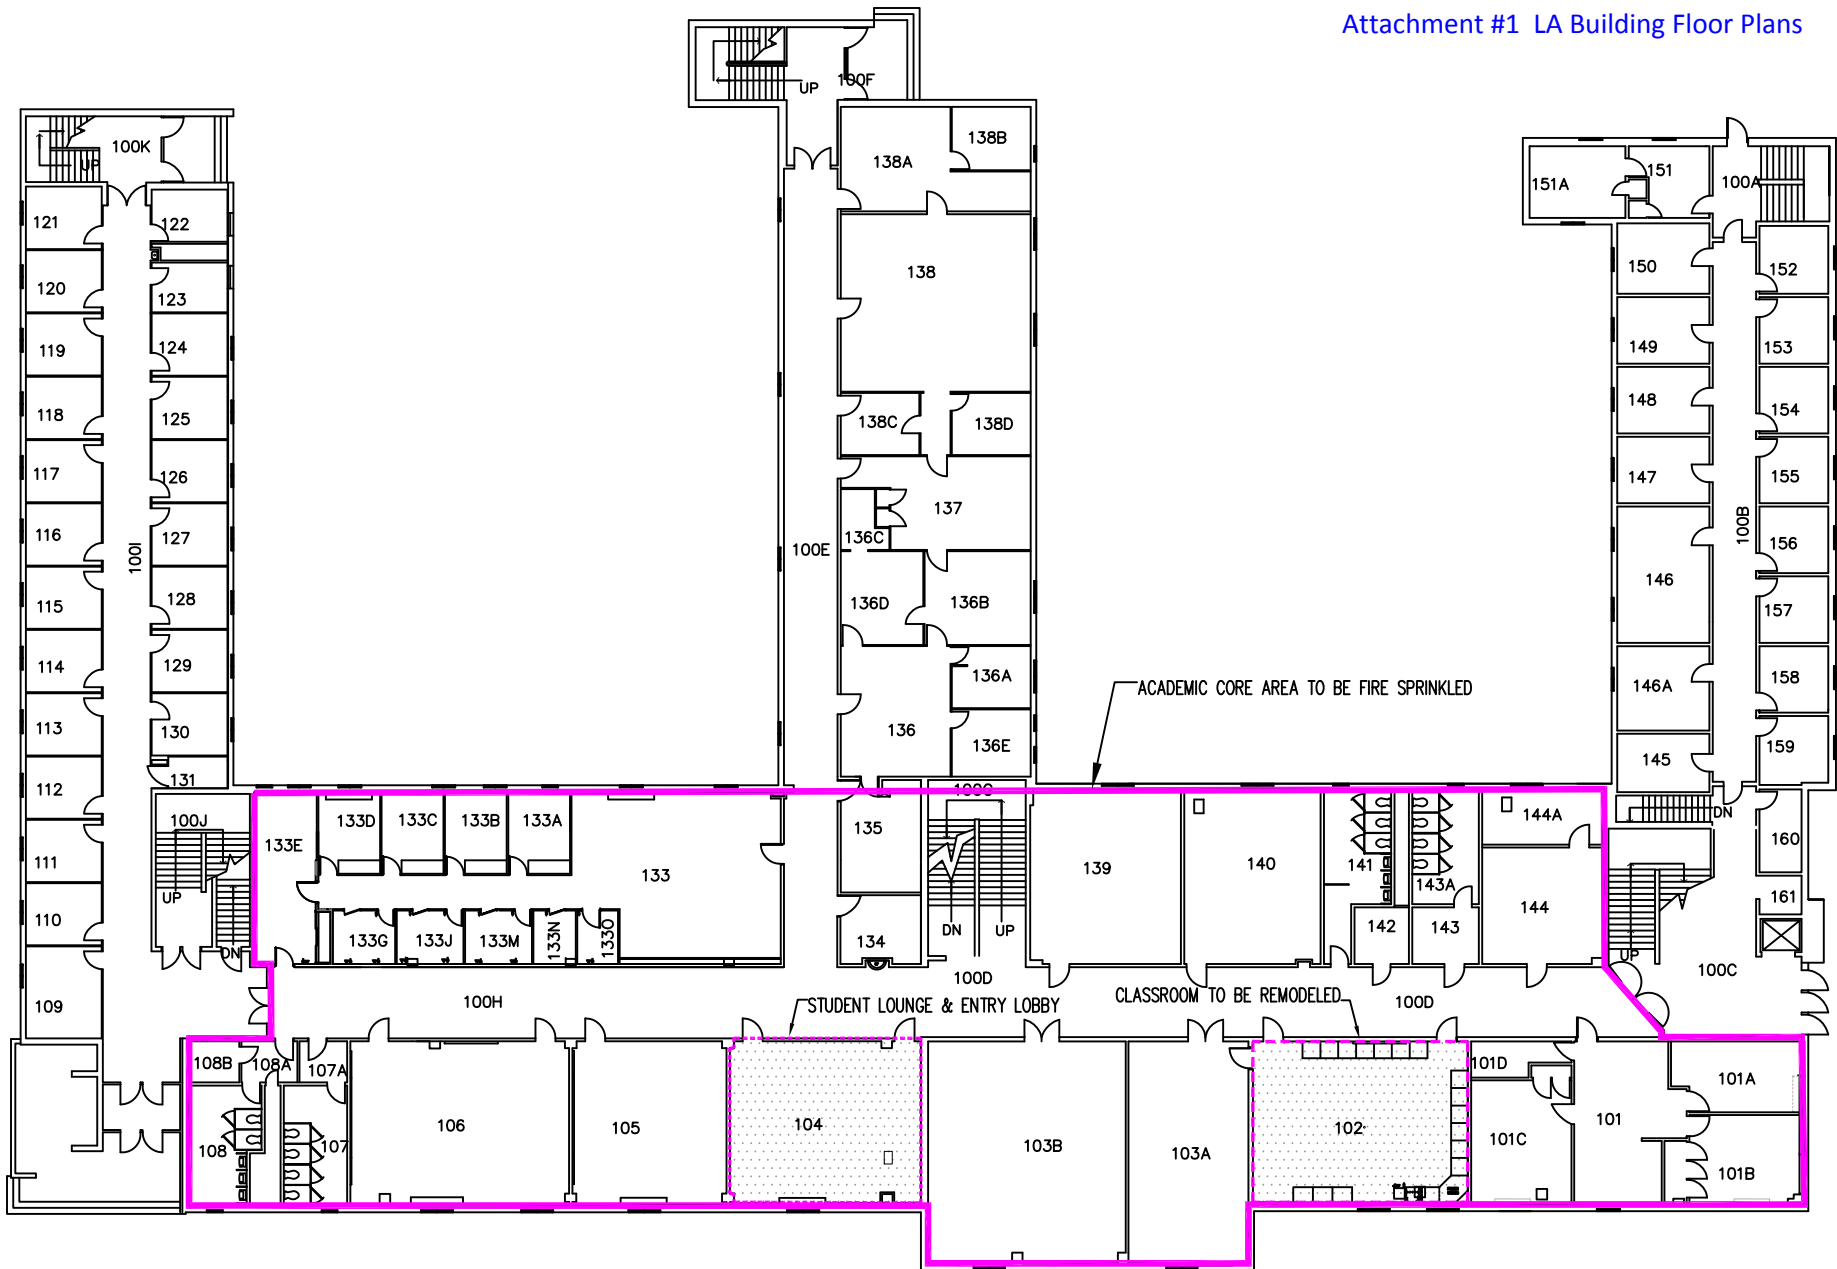 Attachment #1 LA Building Floor Plans
UP
100F
100K
UP
138B
138A
151A
151
100A
121
122
120
123
138
150
152
119
124
149
153
118
125
138C
138D
148
154
117
126
147
155
116
127
137
136C
100I
100E
100B
156
115
128
136D
136B
146
157
114
129
136A
146A
158
ACADEMIC CORE AREA TO BE FIRE SPRINKLED
113
130
136
136E
145
159
112
131
100G
DN
100J
133E
133D
133C
133B
133A
135
144A
160
111
133
139
140
141
143A
UP
161
110
133G
133J
133M
133N
133O
134
DN
UP
142
143
144
DN
UP
100D
100C
109
100H
STUDENT LOUNGE & ENTRY LOBBY
CLASSROOM TO BE REMODELED
100D
108B
108A
107A
101D
101A
108
107
106
105
104
103B
103A
102
101C
101
101B